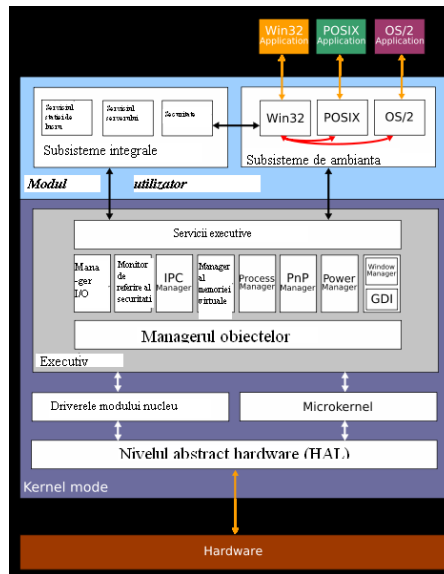 Win32
Application
POSIX
Application
OS/2
Application
Serviciul
statiei de
lucru
Serviciul
serverului
Securitate
Win32
POSIX
OS/2
Subsisteme integrale
Subsisteme de ambianta
Modul utilizator
Servicii executive
Mana
-ger
I/O
Monitor
de
referire al
securitati
IPC
Manager
Manager
al
memoriei
virtuale
Process
Manager
PnP
Manager
Power
Manager
Window
Manager
GDI
Managerul obiectelor
Executiv
Driverele modului nucleu
Microkernel
Nivelul abstract hardware (HAL)
Kernel mode
Hardware